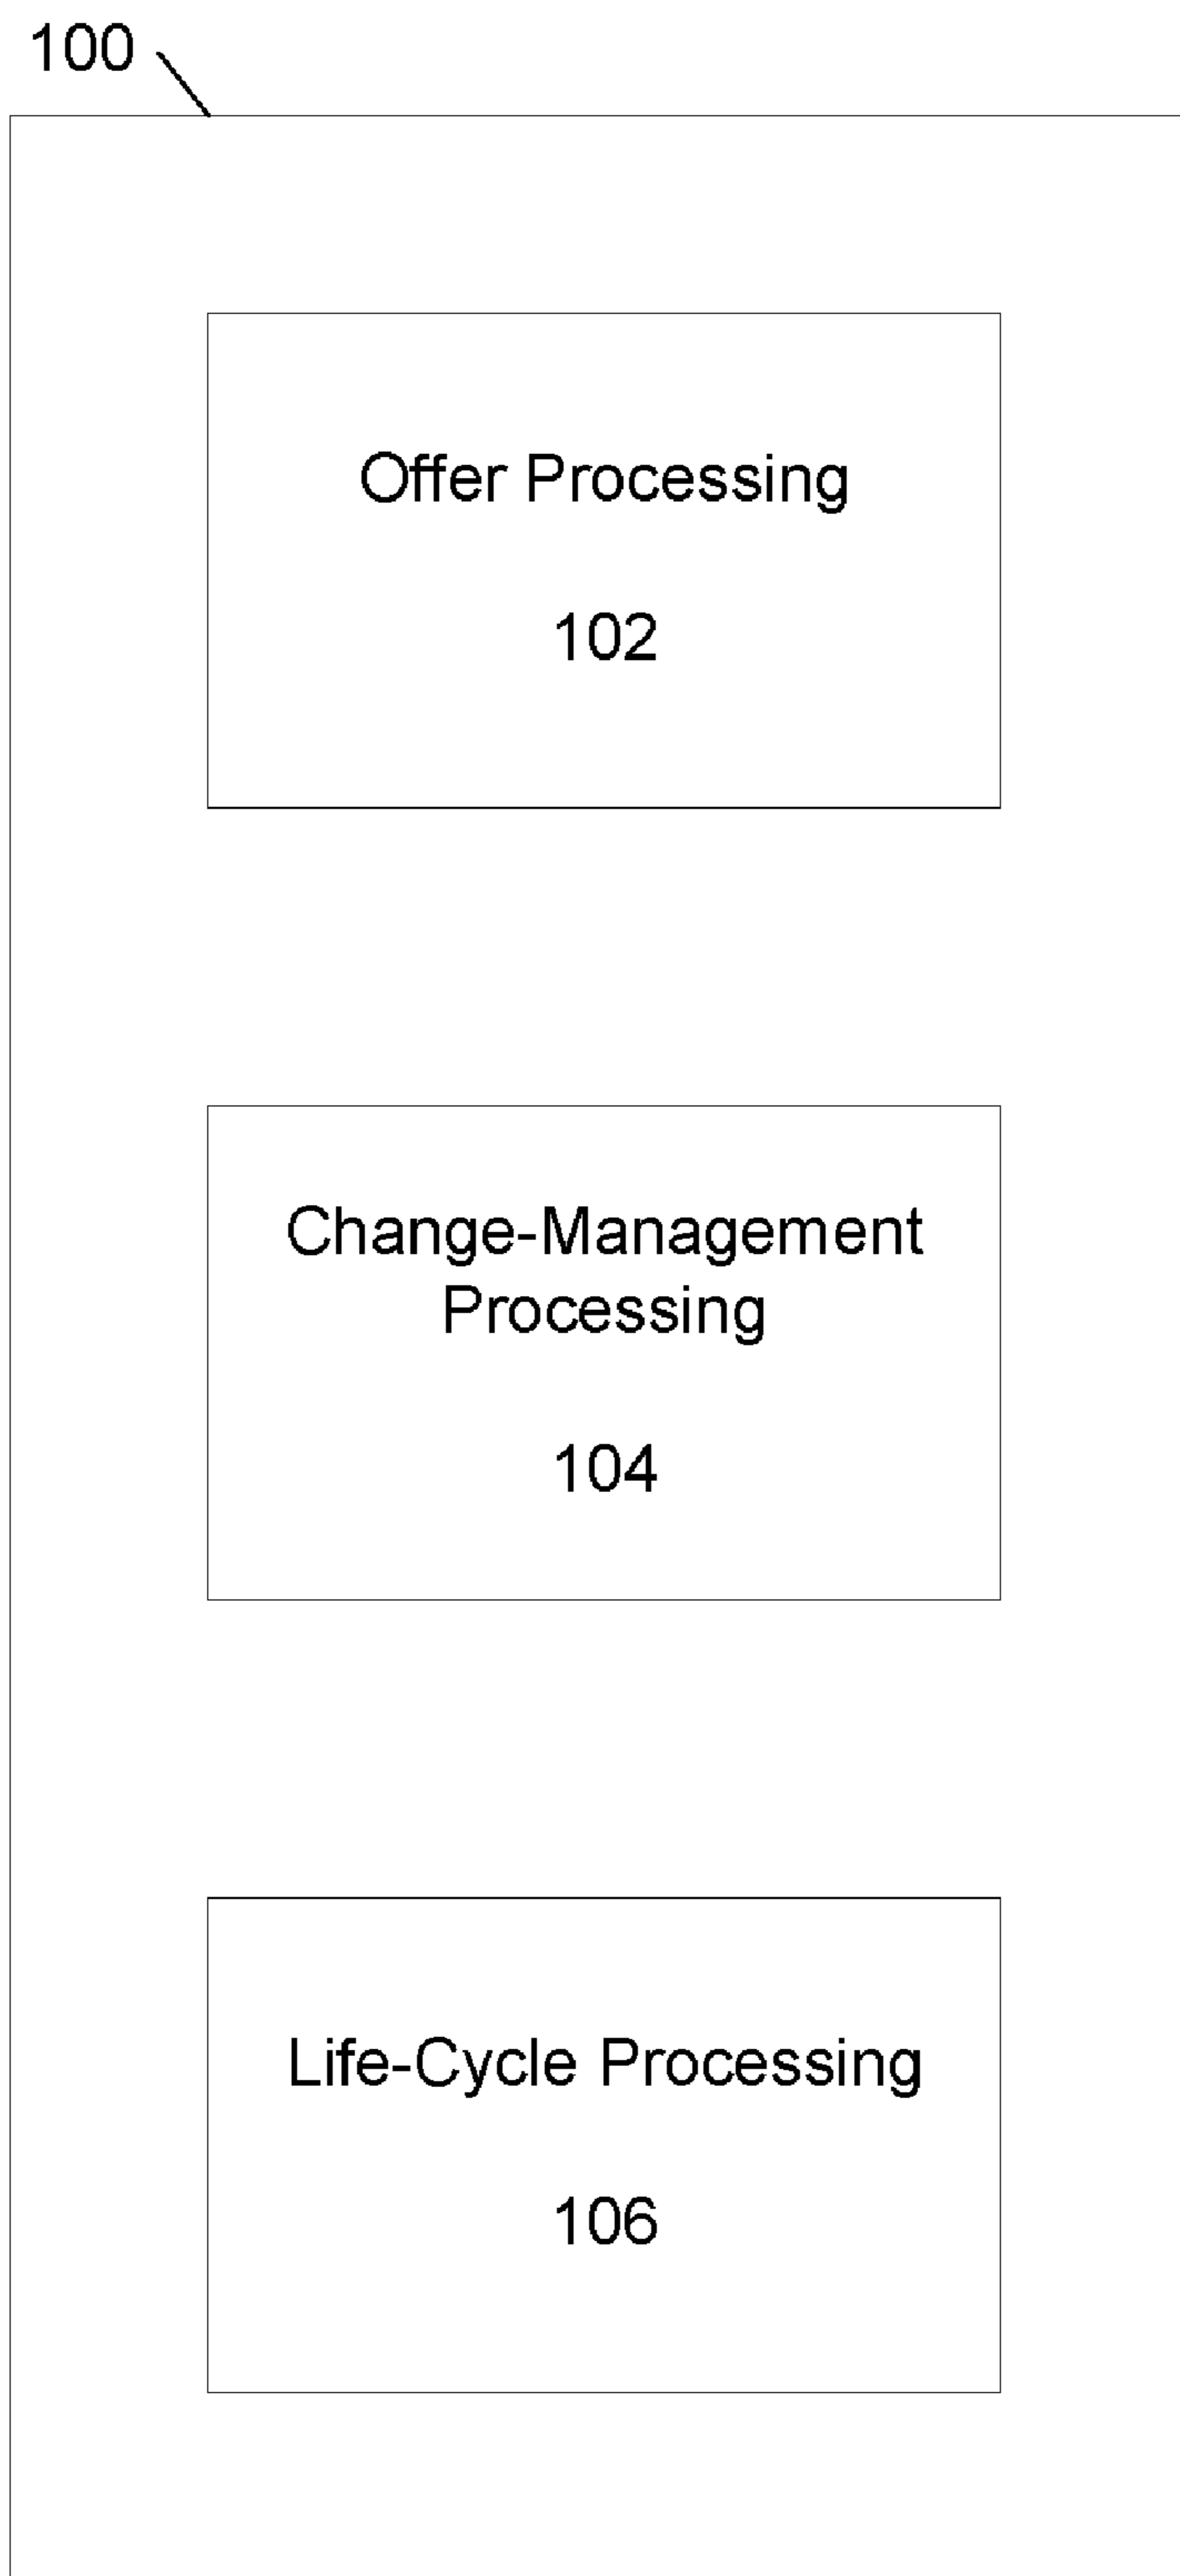 100
Offer Processing
102
Change-Management
Processing
104
Life-Cycle Processing
106